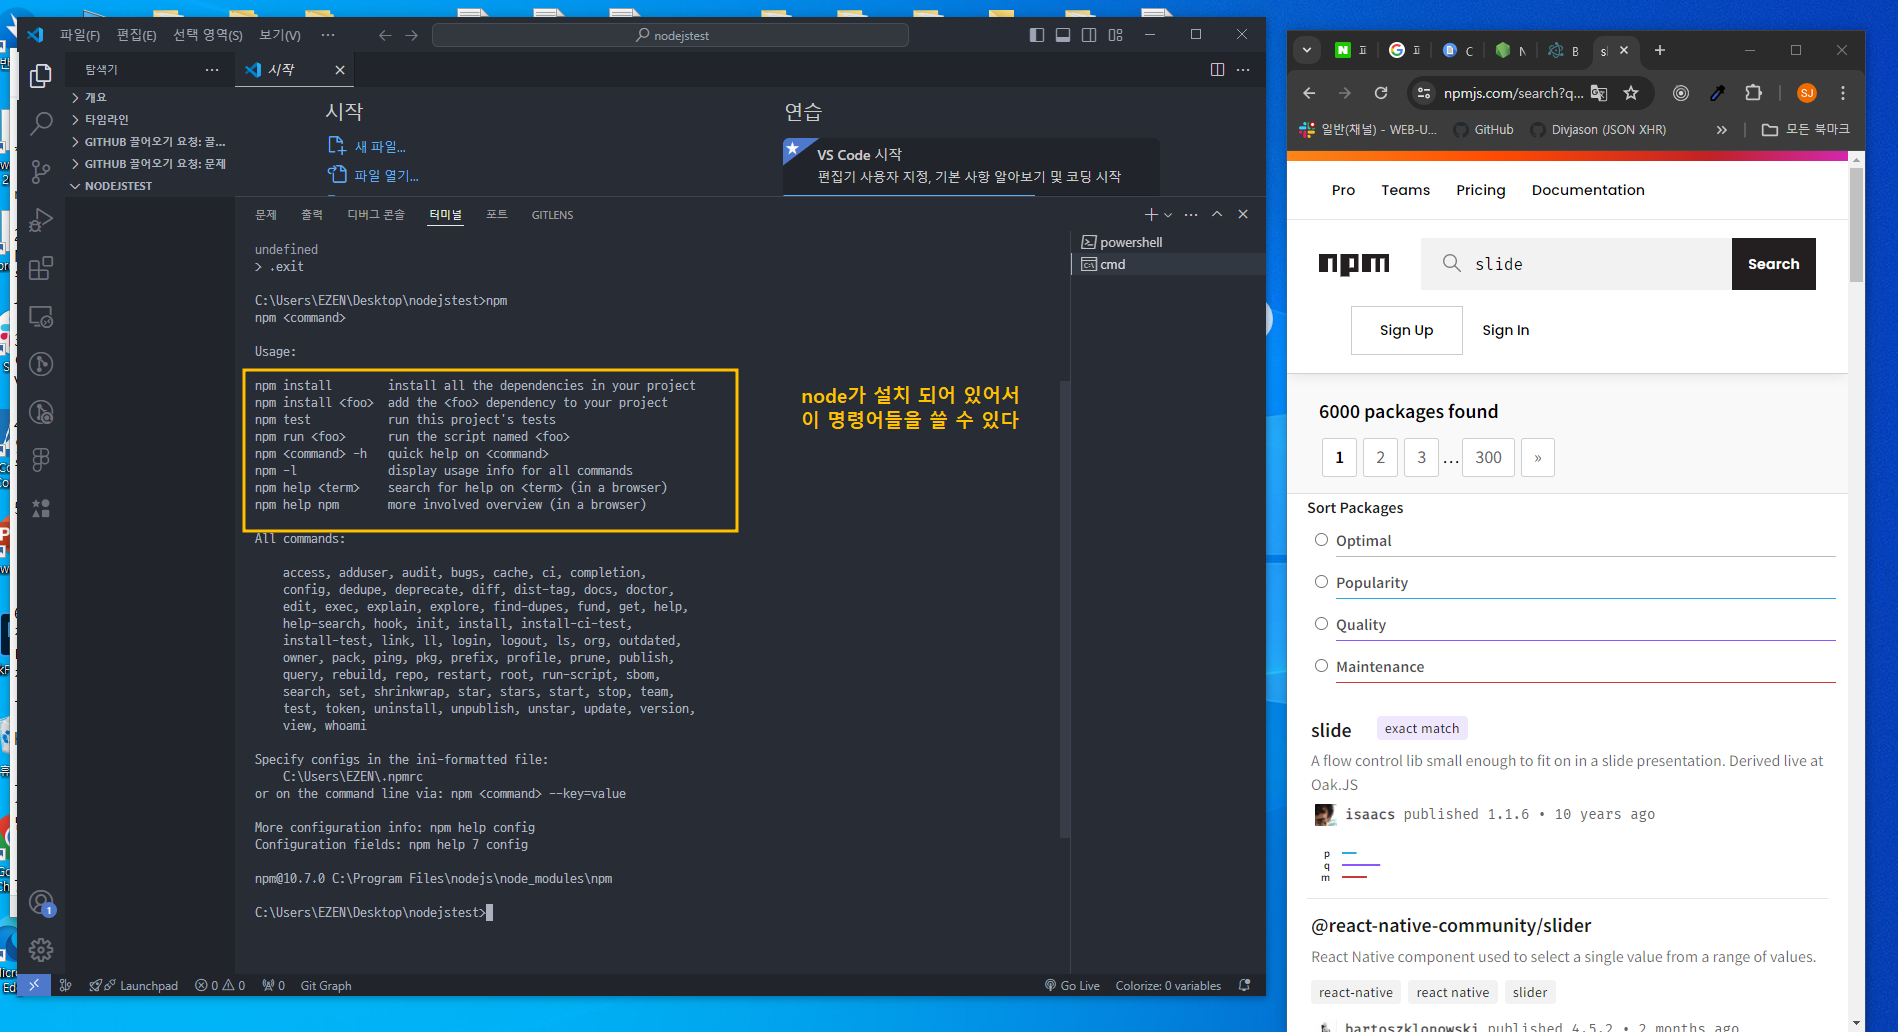 파일(F) 편집(E) 선택 영역(S) 보기(V) ··· nodejstest
탐색기 ···
개요
타임라인
GITHUB 끌어오기 요청: 끌...
GITHUB 끌어오기 요청: 문제
NODEJSTEST
시작
시작
새 파일...
파일 열기...
연습
VS Code 시작
편집기 사용자 지정, 기본 사항 알아보기 및 코딩 시작
문제 출력 디버그 콘솔 터미널 포트 GITLENS
powershell
cmd
undefined
> .exit
C:\Users\EZEN\Desktop\nodejstest>npm
npm <command>
Usage:
npm install        install all the dependencies in your project
npm install <foo>  add the <foo> dependency to your project
npm test           run this project's tests
npm run <foo>      run the script named <foo>
npm <command> -h   quick help on <command>
npm -l             display usage info for all commands
npm help <term>    search for help on <term> (in a browser)
npm help npm       more involved overview (in a browser)
node가 설치 되어 있어서
이 명령어들을 쓸 수 있다
All commands:
access, adduser, audit, bugs, cache, ci, completion,
config, dedupe, deprecate, diff, dist-tag, docs, doctor,
edit, exec, explain, explore, find-dupes, fund, get, help,
help-search, hook, init, install, install-ci-test,
install-test, link, ll, login, logout, ls, org, outdated,
owner, pack, ping, pkg, prefix, profile, prune, publish,
query, rebuild, repo, restart, root, run-script, sbom,
search, set, shrinkwrap, star, stars, start, stop, team,
test, token, uninstall, unpublish, unstar, update, version,
view, whoami
Specify configs in the ini-formatted file:
C:\Users\EZEN\.npmrc
or on the command line via: npm <command> --key=value
More configuration info: npm help config
Configuration fields: npm help 7 config
npm@10.7.0 C:\Program Files\nodejs\node_modules\npm
C:\Users\EZEN\Desktop\nodejstest>
1
Launchpad 0 0 0 Git Graph Go Live Colorize: 0 variables
npmjs.com/search?q... SJ
일반(채널) - WEB-U... GitHub Divjason (JSON XHR) » 모든 북마크
Pro Teams Pricing Documentation
npm slide Search
Sign Up Sign In
6000 packages found
1 2 3 ... 300 »
Sort Packages
Optimal
Popularity
Quality
Maintenance
slide exact match
A flow control lib small enough to fit on in a slide presentation. Derived live at
Oak.JS
isaacs published 1.1.6 • 10 years ago
p
q
m
@react-native-community/slider
React Native component used to select a single value from a range of values.
react-native react native slider
bartoszklonowski published 4.5.2 • 2 months ago